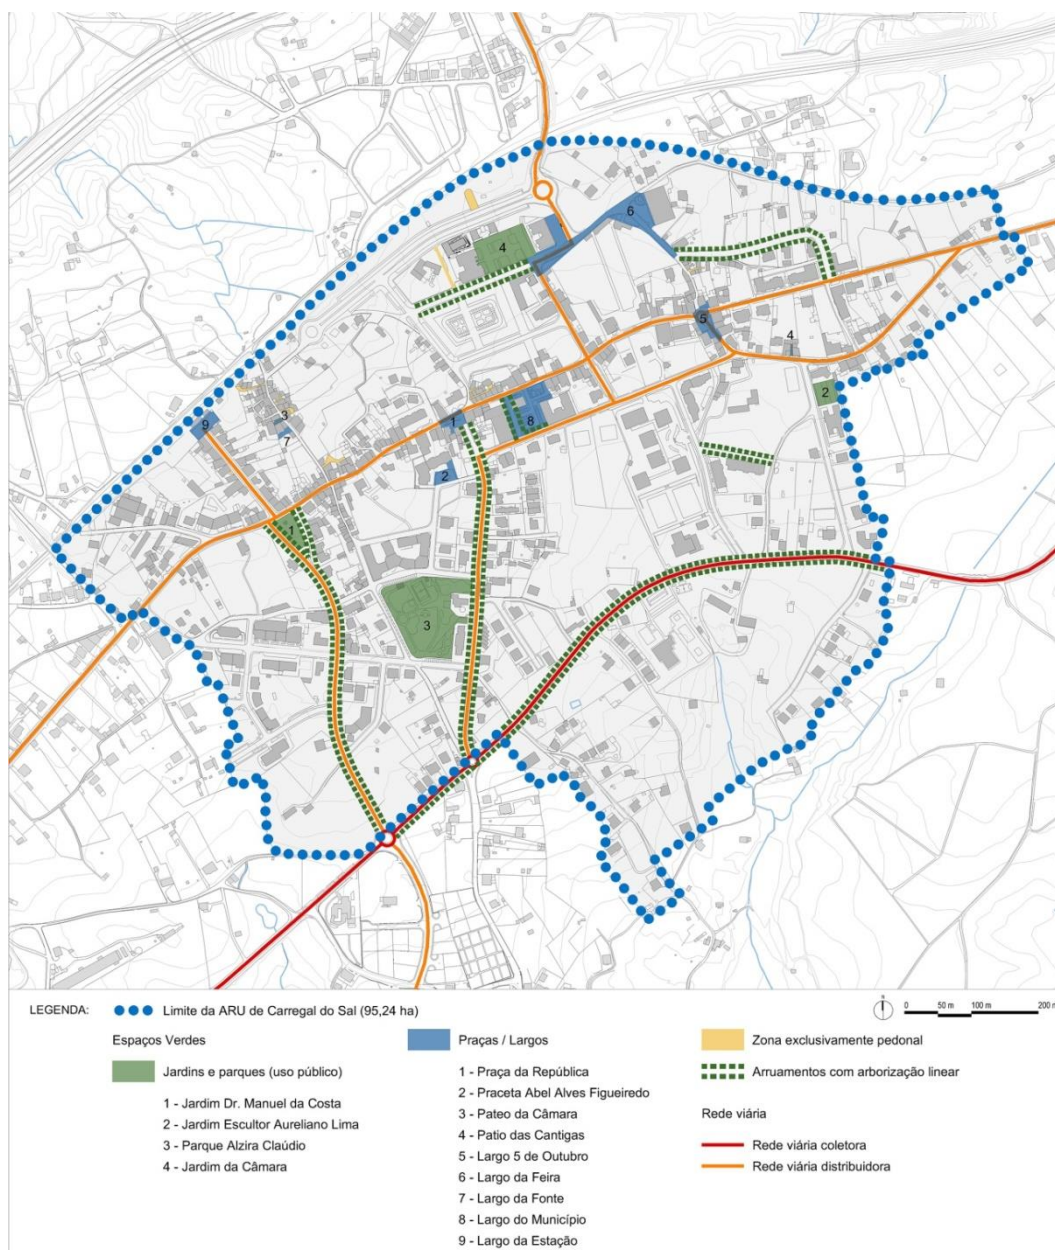 6
4
5
4
2
3
9
7
1
8
2
1
3
LEGENDA:
Limite da ARU de Carregal do Sal (95,24 ha)
N
0 50 m 100 m 200 m
Espaços Verdes
Jardins e parques (uso público)
1 - Jardim Dr. Manuel da Costa
2 - Jardim Escultor Aureliano Lima
3 - Parque Alzira Claúdio
4 - Jardim da Câmara
Praças / Largos
1 - Praça da República
2 - Praceta Abel Alves Figueiredo
3 - Pateo da Câmara
4 - Patio das Cantigas
5 - Largo 5 de Outubro
6 - Largo da Feira
7 - Largo da Fonte
8 - Largo do Município
9 - Largo da Estação
Zona exclusivamente pedonal
Arruamentos com arborização linear
Rede viária
Rede viária coletora
Rede viária distribuidora